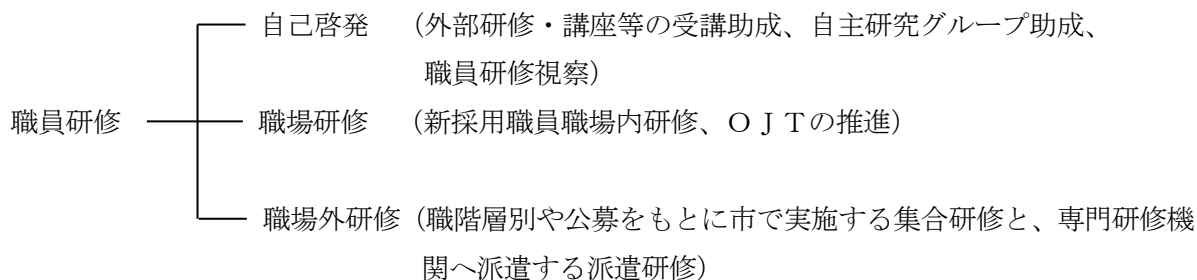 自己啓発 （外部研修・講座等の受講助成、自主研究グループ助成、
職員研修視察）
職員研修 職場研修 （新採用職員職場内研修、ＯＪＴの推進）
職場外研修（職階層別や公募をもとに市で実施する集合研修と、専門研修機
関へ派遣する派遣研修）